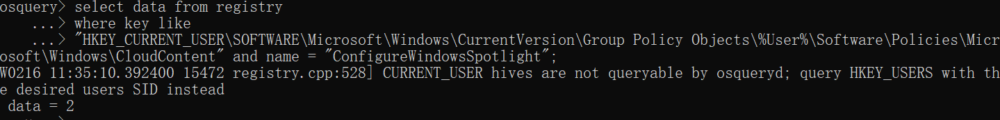 osquery> select data from registry
    ...> where key like
    ...> "HKEY_CURRENT_USER\SOFTWARE\Microsoft\Windows\CurrentVersion\Group Policy Objects\%User%\Software\Policies\Micr
osoft\Windows\CloudContent" and name = "ConfigureWindowsSpotlight";
W0216 11:35:10.392400 15472 registry.cpp:528] CURRENT_USER hives are not queryable by osqueryd; query HKEY_USERS with th
e desired users SID instead
 data = 2